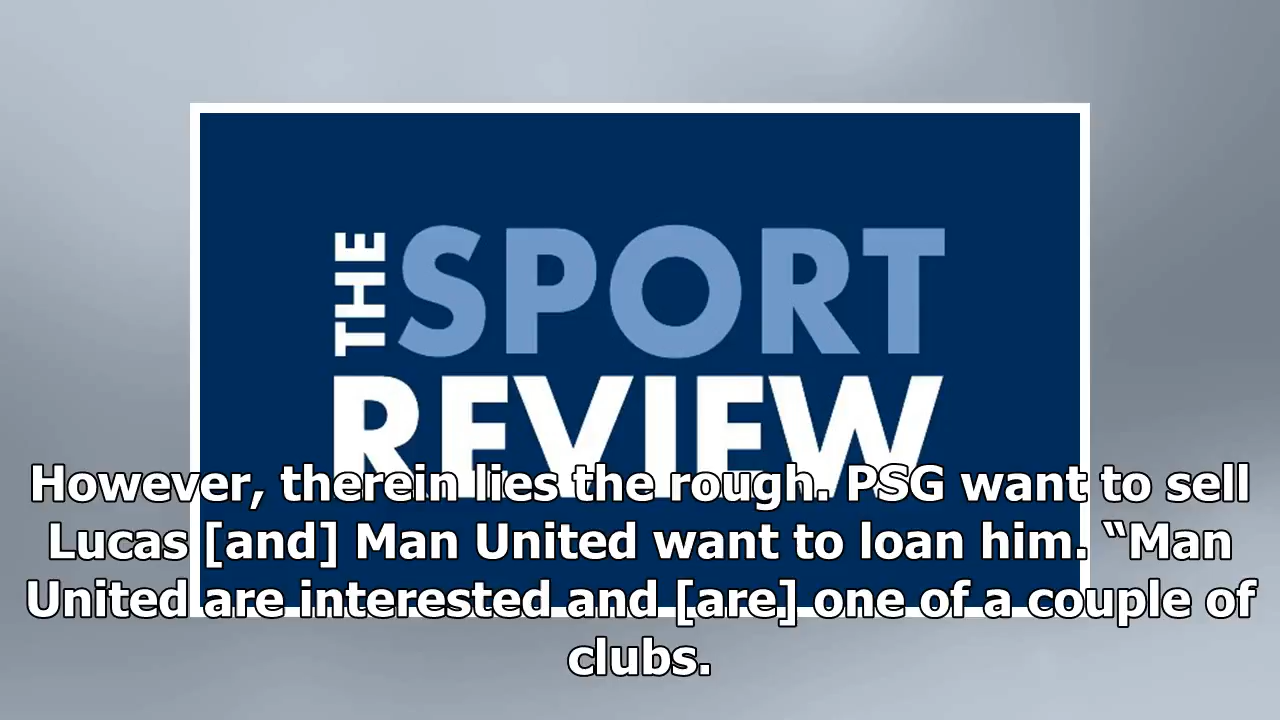 THE
SPORT
REVIEW
However, therein lies the rough. PSG want to sell
Lucas [and] Man United want to loan him. “Man
United are interested and [are] one of a couple of
clubs.